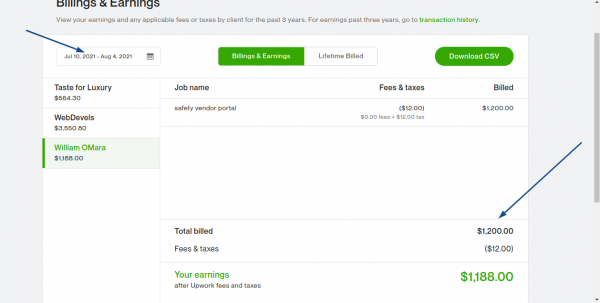 Billings & Earnings
View your earnings and any applicable fees or taxes by client for the past 3 years. For earnings past three years, go to transaction history.
Jul 10, 2021 - Aug 4, 2021
Billings & Earnings
Lifetime Billed
Download CSV
Taste for Luxury
$564.30
WebDevels
$3,550.80
William OMara
$1,188.00
Job name
Fees & taxes
Billed
safety vendor portal
($12.00)
$1,200.00
$0.00 fees + $12.00 tax
Total billed
$1,200.00
Fees & taxes
($12.00)
Your earnings
$1,188.00
after Upwork fees and taxes